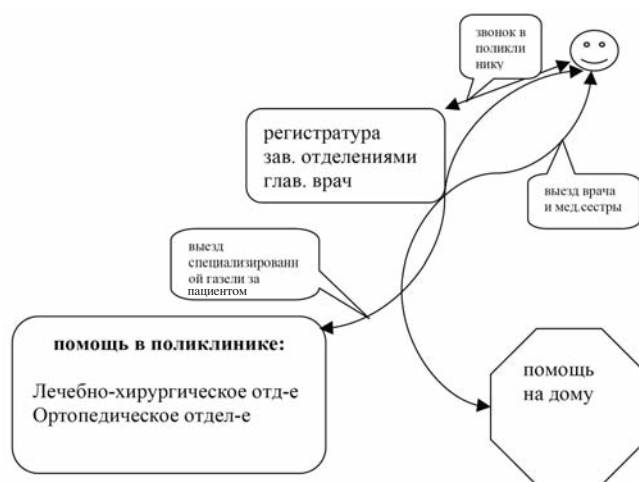 звонок в
поликли
нику
регистратура
зав. отделениями
глав. врач
выезд врача
и мед.сестры
выезд
специализированн
ой газели за
пациентом
помощь в поликлинике:
Лечебно-хирургическое отд-е
Ортопедическое отдел-е
помощь
на дому